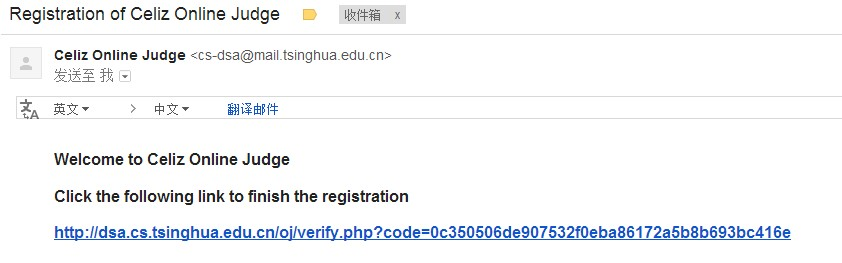 Registration of Celiz Online Judge 收件箱 x
Celiz Online Judge <cs-dsa@mail.tsinghua.edu.cn>
发送至 我
英文 > 中文 翻译邮件
Welcome to Celiz Online Judge
Click the following link to finish the registration
http://dsa.cs.tsinghua.edu.cn/oj/verify.php?code=0c350506de907532f0eba86172a5b8b693bc416e